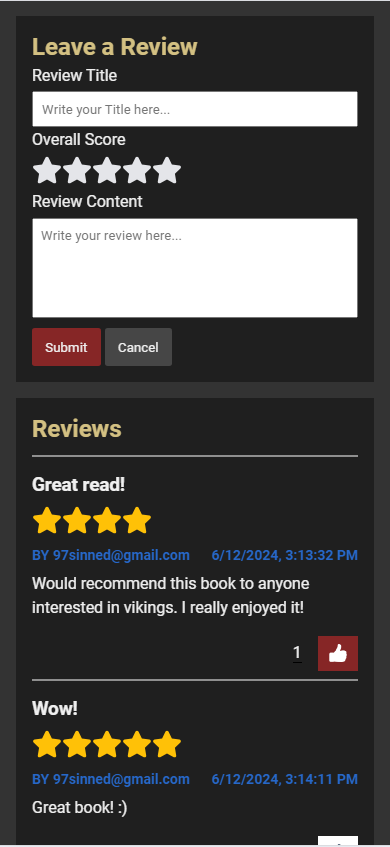 Leave a Review
Review Title
Write your Title here...
Overall Score
Review Content
Write your review here...
Submit Cancel
Reviews
Great read!
BY 97sinned@gmail.com 6/12/2024, 3:13:32 PM
Would recommend this book to anyone
interested in vikings. I really enjoyed it!
1
Wow!
BY 97sinned@gmail.com 6/12/2024, 3:14:11 PM
Great book! :)